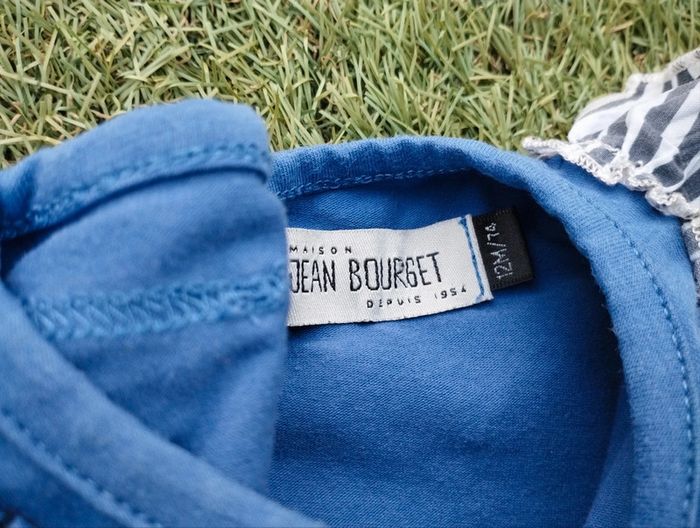 MAISON
JEAN BOURGET
DEPUIS 1954
12M/74